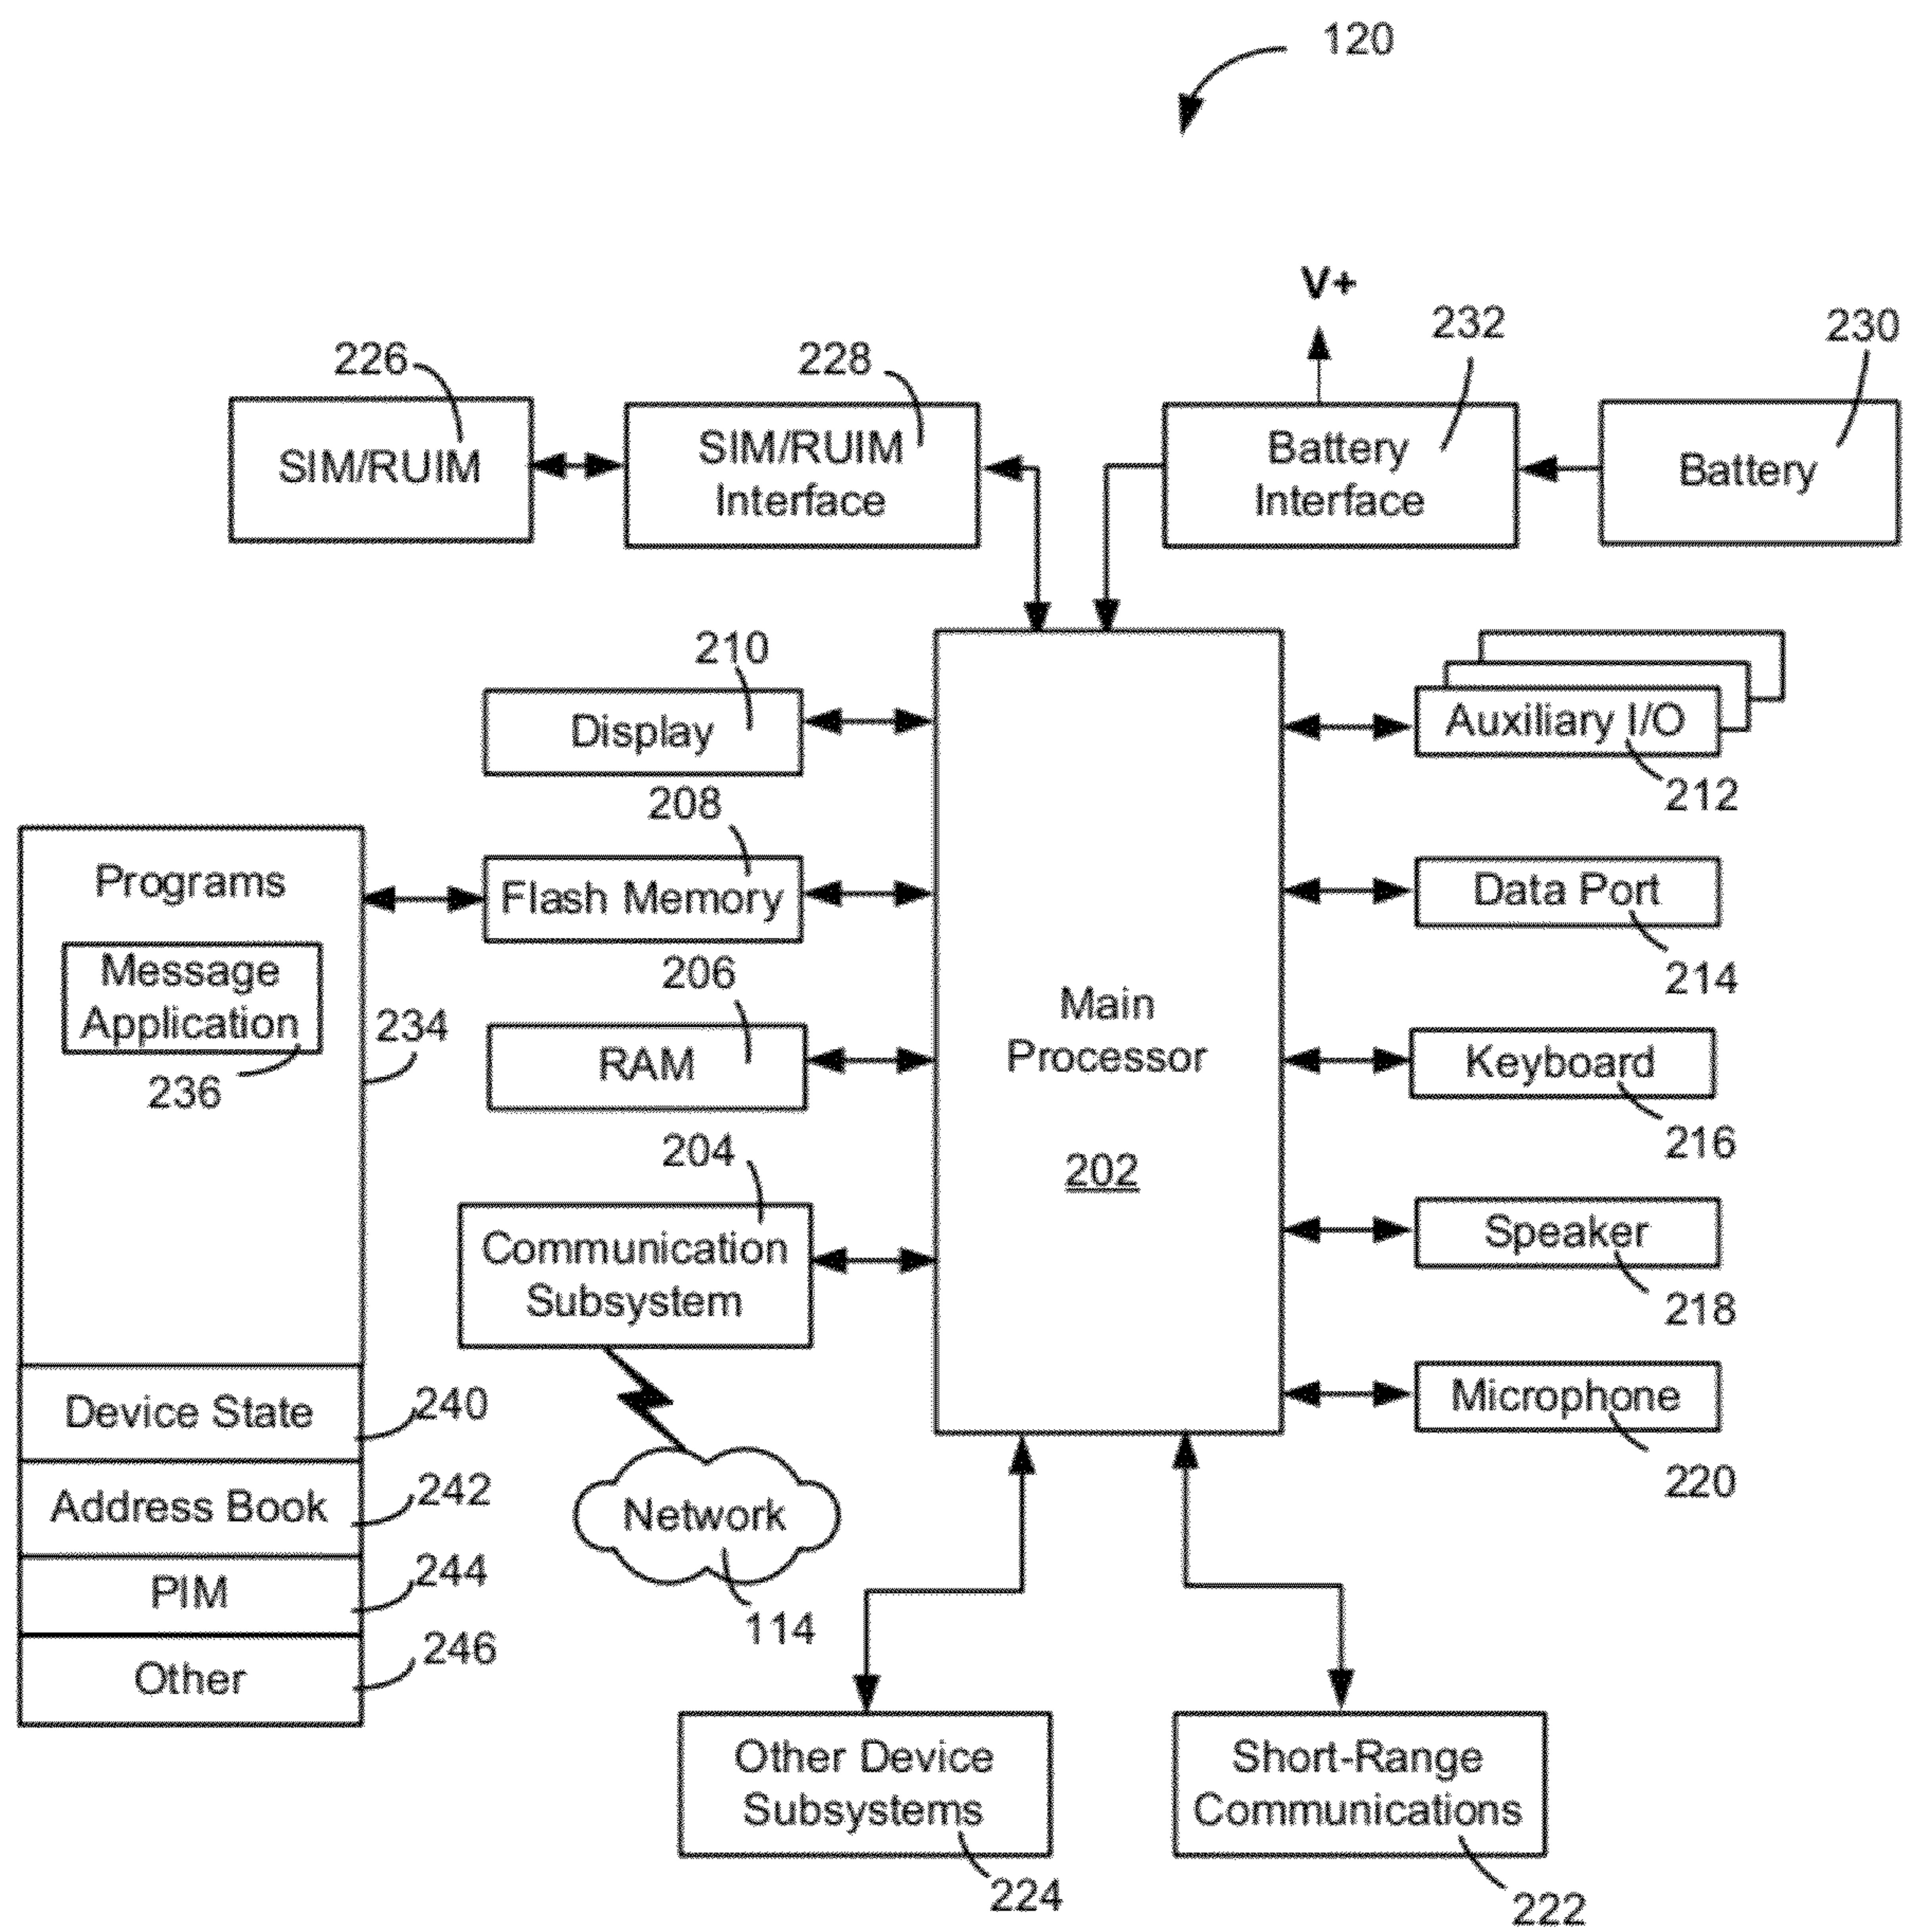 120
V+
232
230
226
228
SIM/RUIM
SIM/RUIM
Interface
Battery
Interface
Battery
210
Display
Auxiliary I/O
212
208
Programs
Flash Memory
Data Port
214
Message
Application
236
234
206
RAM
Main
Processor
202
Keyboard
216
204
Communication
Subsystem
Speaker
218
Device State
240
Microphone
220
Address Book
242
Network
114
PIM
244
Other
246
Other Device
Subsystems
224
Short-Range
Communications
222